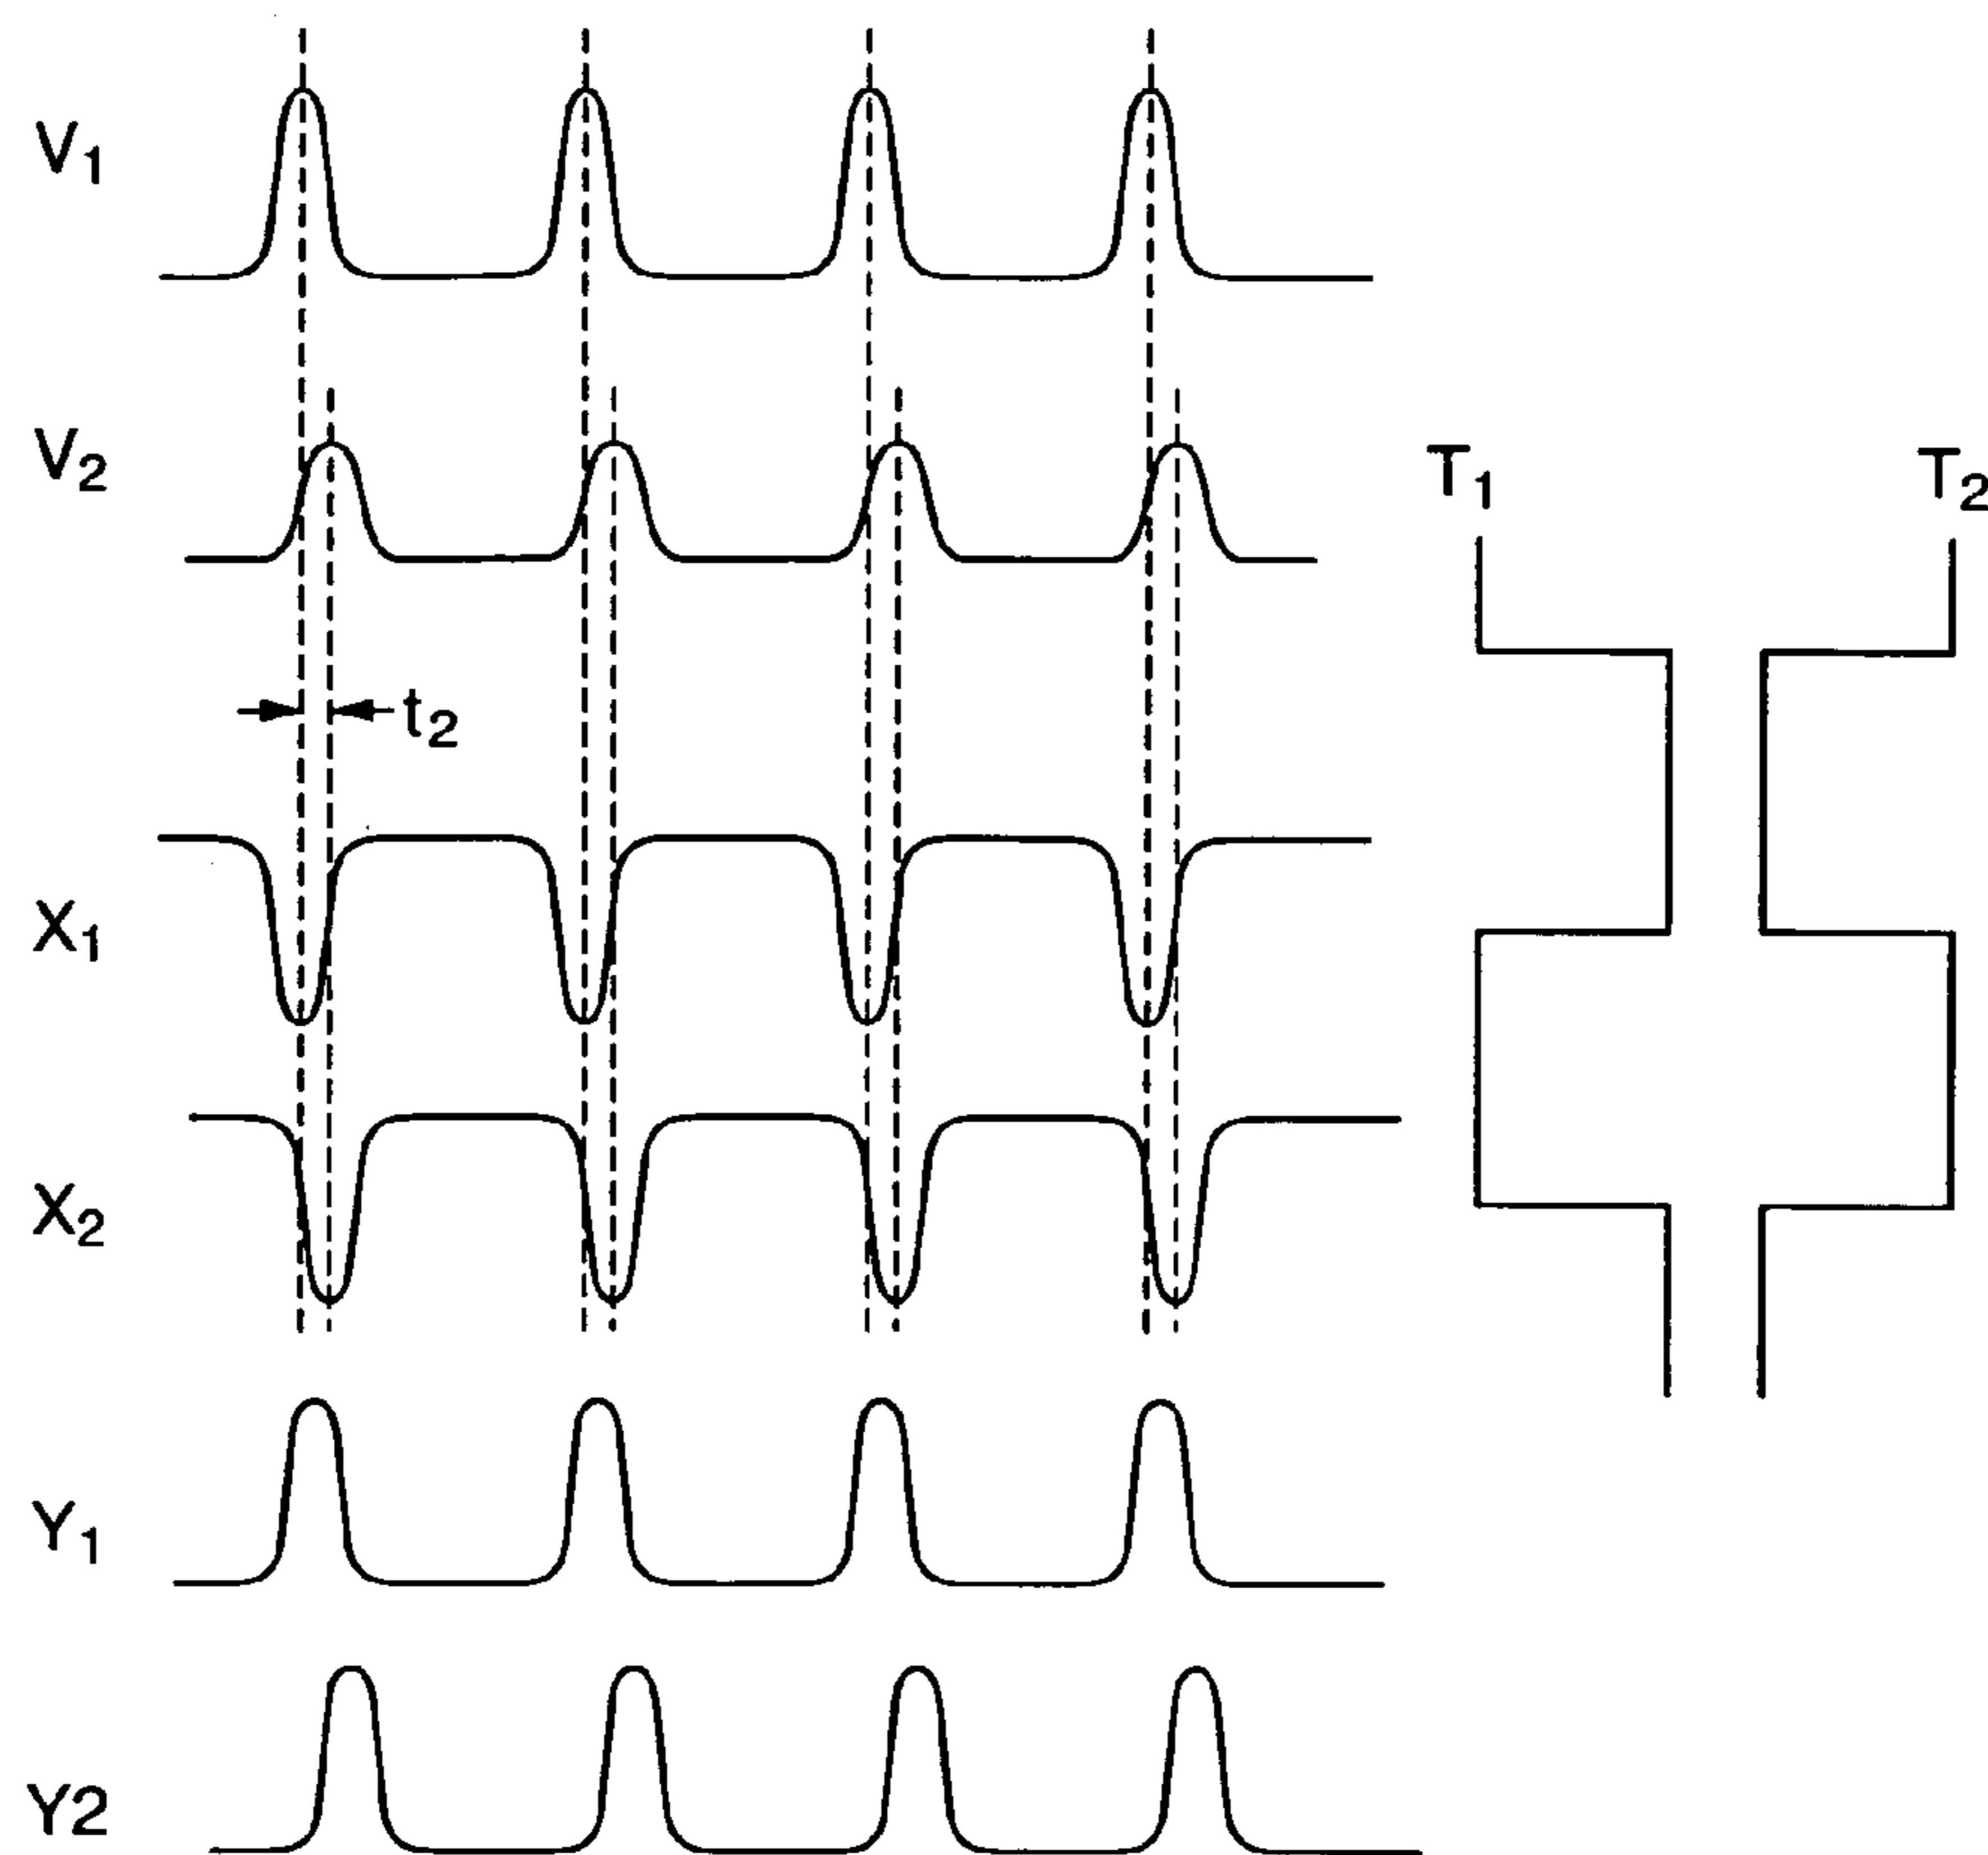 V₁
V₂
T₁
T₂
t₂
X₁
X₂
Y₁
Y2